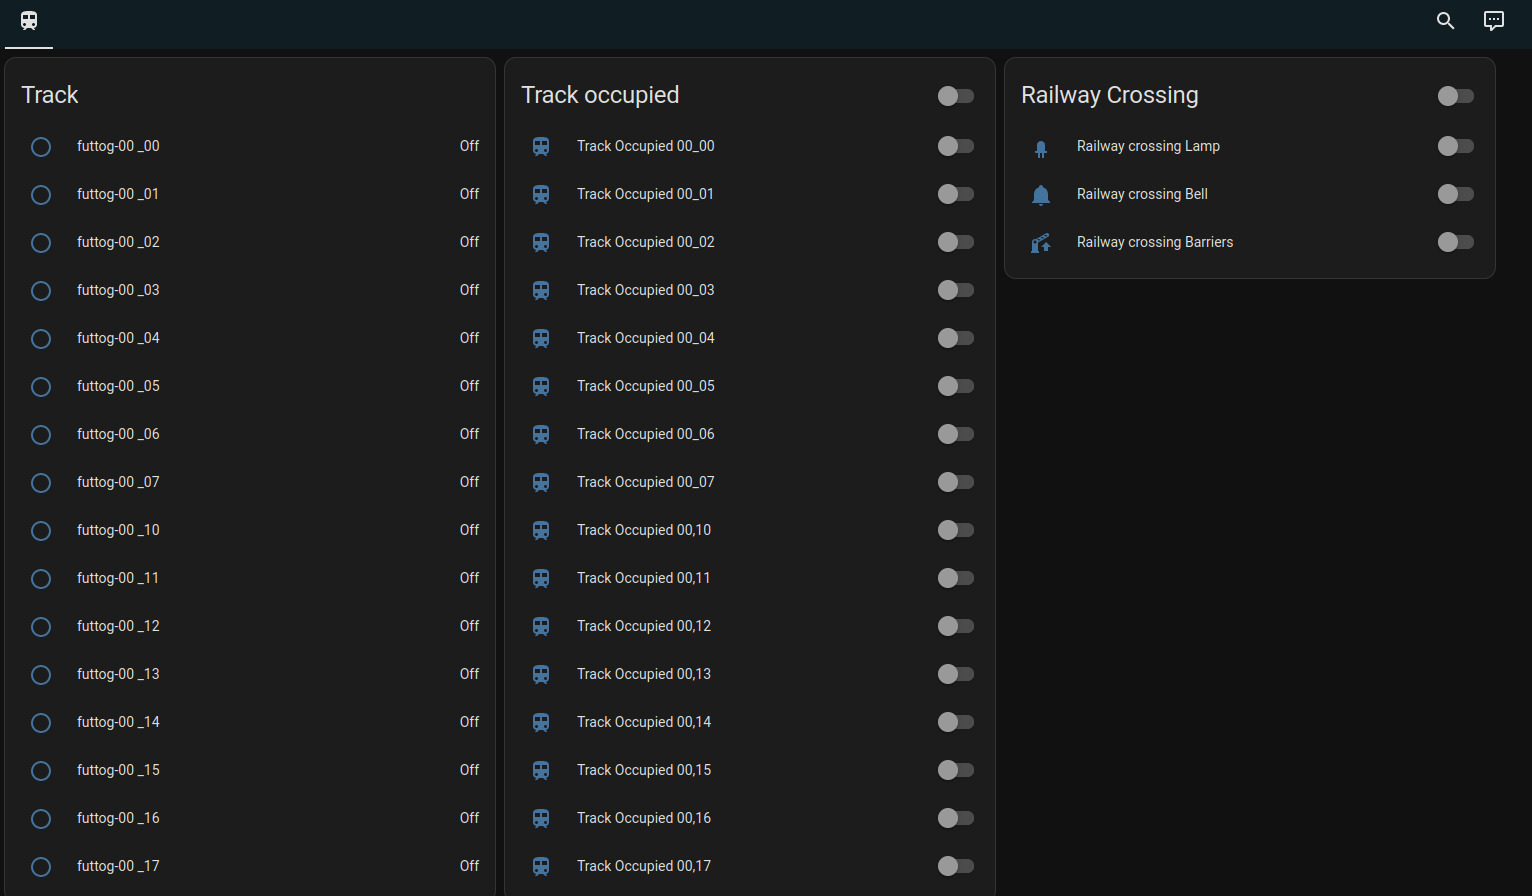 Track
futtog-00 _00 Off
futtog-00 _01 Off
futtog-00 _02 Off
futtog-00 _03 Off
futtog-00 _04 Off
futtog-00 _05 Off
futtog-00 _06 Off
futtog-00 _07 Off
futtog-00 _10 Off
futtog-00 _11 Off
futtog-00 _12 Off
futtog-00 _13 Off
futtog-00 _14 Off
futtog-00 _15 Off
futtog-00 _16 Off
futtog-00 _17 Off
Track occupied
Track Occupied 00_00
Track Occupied 00_01
Track Occupied 00_02
Track Occupied 00_03
Track Occupied 00_04
Track Occupied 00_05
Track Occupied 00_06
Track Occupied 00_07
Track Occupied 00,10
Track Occupied 00,11
Track Occupied 00,12
Track Occupied 00,13
Track Occupied 00,14
Track Occupied 00,15
Track Occupied 00,16
Track Occupied 00,17
Railway Crossing
Railway crossing Lamp
Railway crossing Bell
Railway crossing Barriers